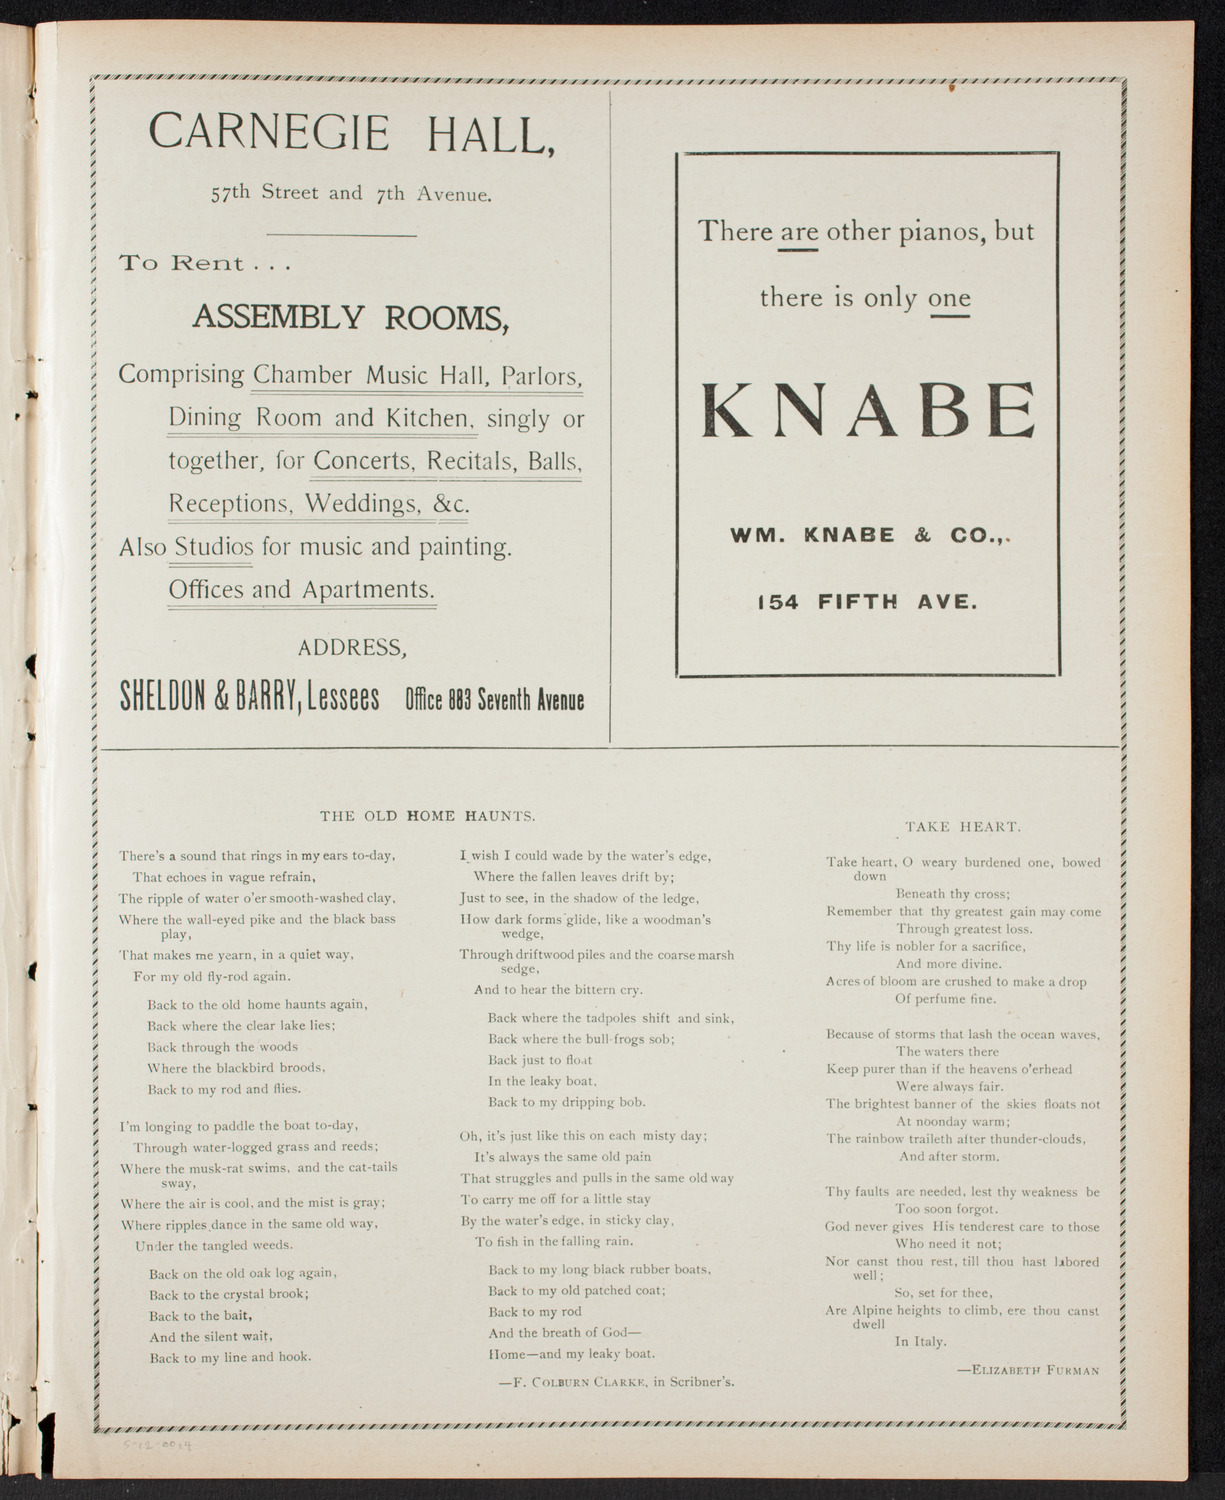 CARNEGIE HALL,
57th Street and 7th Avenue.
To Rent . . .
ASSEMBLY ROOMS,
Comprising Chamber Music Hall, Parlors,
Dining Room and Kitchen, singly or
together, for Concerts, Recitals, Balls,
Receptions, Weddings, &c.
Also Studios for music and painting.
Offices and Apartments.
ADDRESS,
SHELDON & BARRY, Lessees Office 883 Seventh Avenue
There are other pianos, but
there is only one
KNABE
WM. KNABE & CO.,.
154 FIFTH AVE.
THE OLD HOME HAUNTS.
There's a sound that rings in my ears to-day,
That echoes in vague refrain,
The ripple of water o'er smooth-washed clay,
Where the wall-eyed pike and the black bass
play,
That makes me yearn, in a quiet way,
For my old fly-rod again.
Back to the old home haunts again,
Back where the clear lake lies;
Back through the woods
Where the blackbird broods,
Back to my rod and flies.
I'm longing to paddle the boat to-day,
Through water-logged grass and reeds;
Where the musk-rat swims, and the cat-tails
sway,
Where the air is cool, and the mist is gray;
Where ripples dance in the same old way,
Under the tangled weeds.
Back on the old oak log again,
Back to the crystal brook;
Back to the bait,
And the silent wait,
Back to my line and hook.
I wish I could wade by the water's edge,
Where the fallen leaves drift by;
Just to see, in the shadow of the ledge,
How dark forms glide, like a woodman's
wedge,
Through driftwood piles and the coarse marsh
sedge,
And to hear the bittern cry.
Back where the tadpoles shift and sink,
Back where the bull-frogs sob;
Back just to float
In the leaky boat,
Back to my dripping bob.
Oh, it's just like this on each misty day;
It's always the same old pain
That struggles and pulls in the same old way
To carry me off for a little stay
By the water's edge, in sticky clay,
To fish in the falling rain.
Back to my long black rubber boats,
Back to my old patched coat;
Back to my rod
And the breath of God—
Home—and my leaky boat.
—F. COLBURN CLARKE, in Scribner's.
TAKE HEART.
Take heart, O weary burdened one, bowed
down
Beneath thy cross;
Remember that thy greatest gain may come
Through greatest loss.
Thy life is nobler for a sacrifice,
And more divine.
Acres of bloom are crushed to make a drop
Of perfume fine.
Because of storms that lash the ocean waves,
The waters there
Keep purer than if the heavens o'erhead
Were always fair.
The brightest banner of the skies floats not
At noonday warm;
The rainbow traileth after thunder-clouds,
And after storm.
Thy faults are needed, lest thy weakness be
Too soon forgot.
God never gives His tenderest care to those
Who need it not;
Nor canst thou rest, till thou hast labored
well;
So, set for thee,
Are Alpine heights to climb, ere thou canst
dwell
In Italy.
—ELIZABETH FURMAN